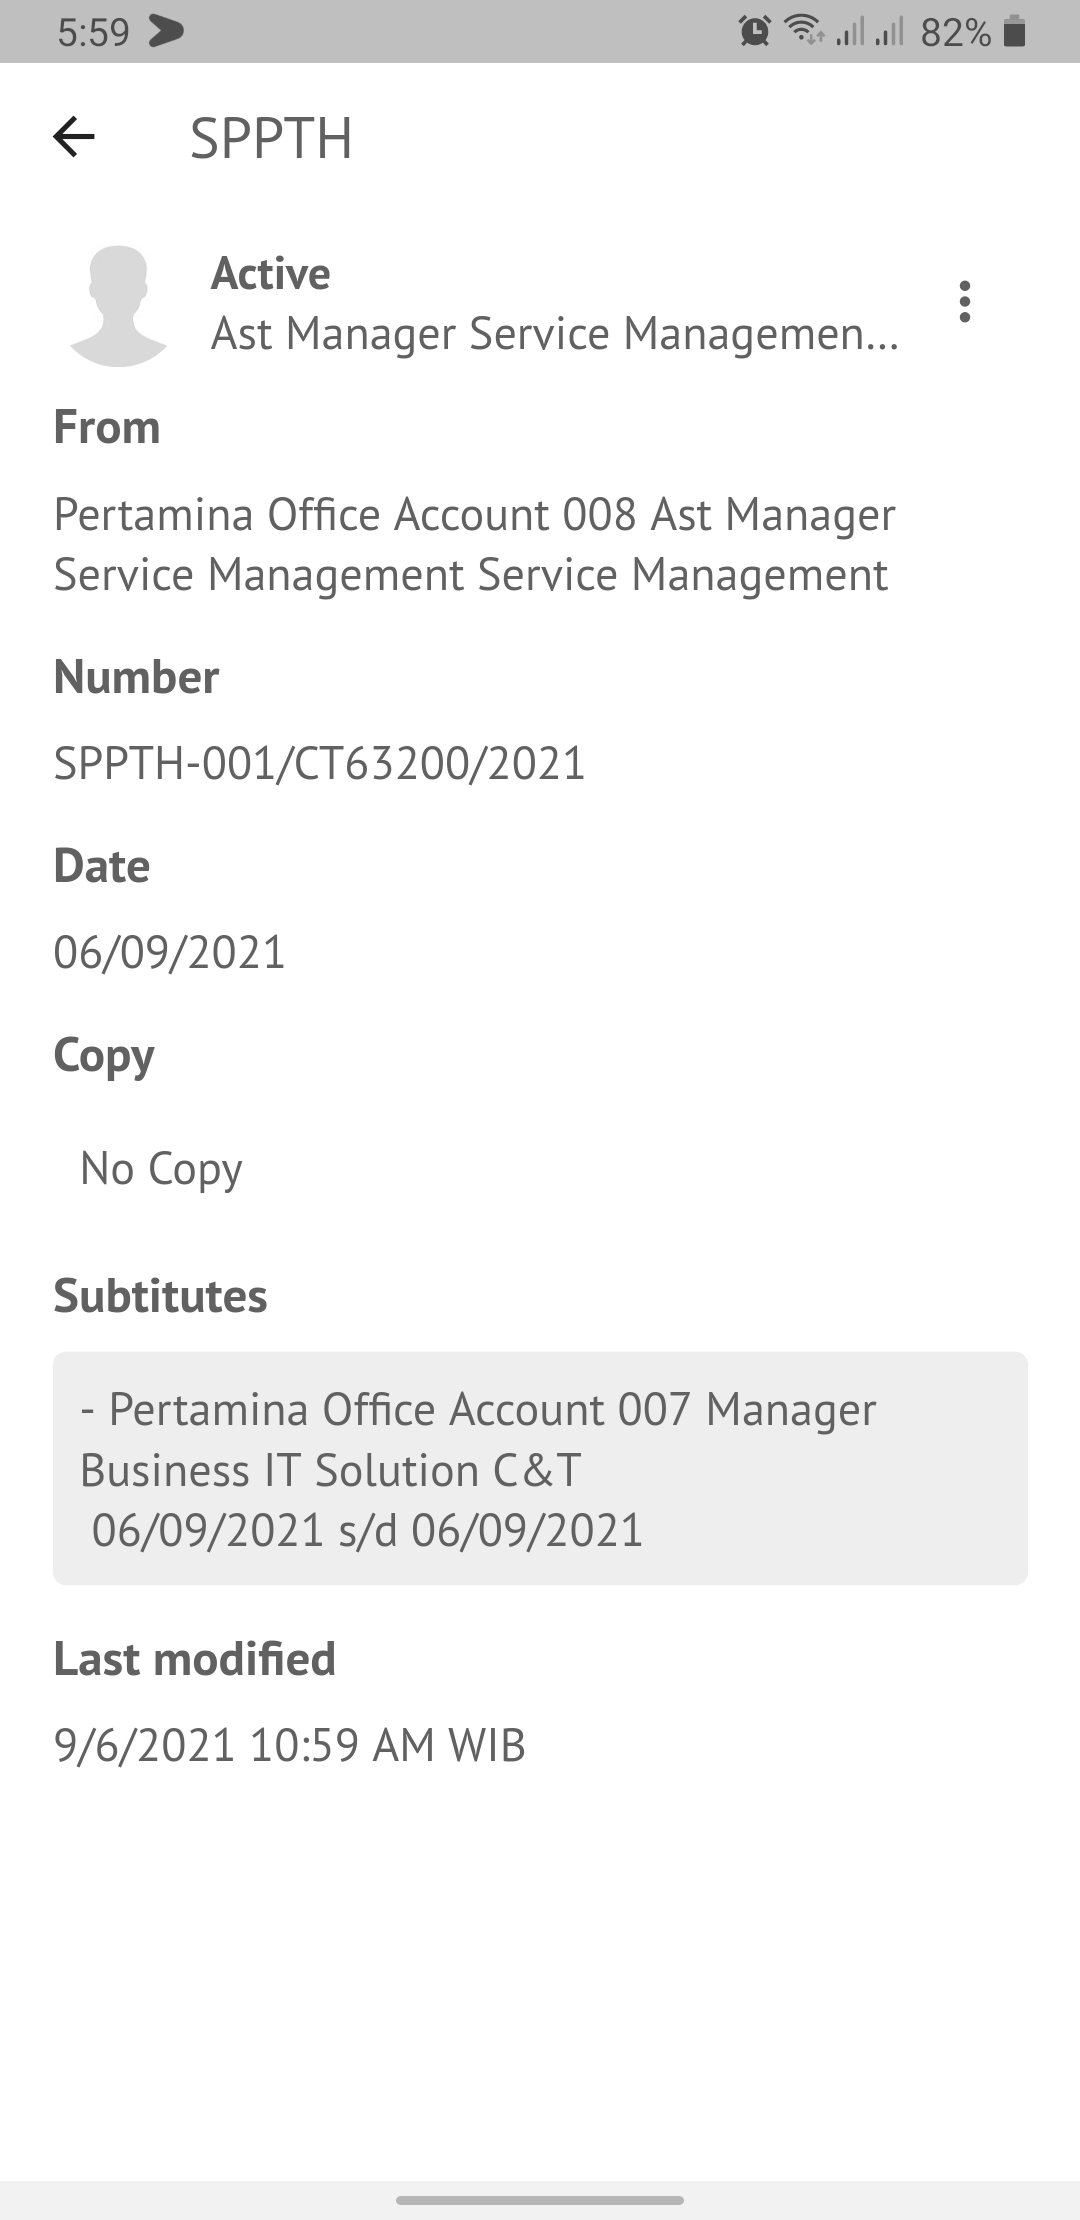 5:59 82%
SPPTH
Active
Ast Manager Service Managemen...
From
Pertamina Office Account 008 Ast Manager
Service Management Service Management
Number
SPPTH-001/CT63200/2021
Date
06/09/2021
Copy
No Copy
Subtitutes
- Pertamina Office Account 007 Manager
Business IT Solution C&T
06/09/2021 s/d 06/09/2021
Last modified
9/6/2021 10:59 AM WIB